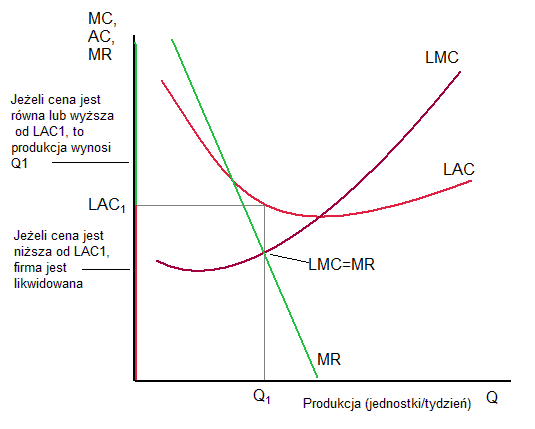 MC,
AC,
MR
Jeżeli cena jest
równa lub wyższa
od LAC1, to
produkcja wynosi
Q1
LAC1
Jeżeli cena jest
niższa od LAC1,
firma jest
likwidowana
LMC
LAC
LMC=MR
MR
Q1
Produkcja (jednostki/tydzień)
Q